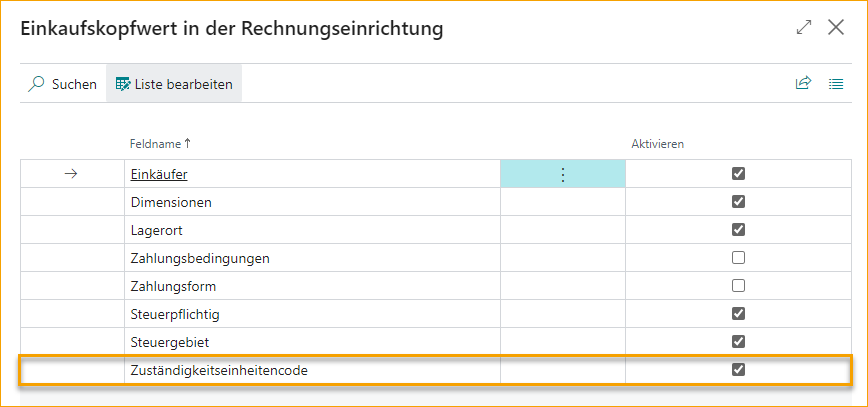 Einkaufskopfwert in der Rechnungseinrichtung
Suchen Liste bearbeiten
Feldname ↑ Aktivieren
→ Einkäufer
Dimensionen
Lagerort
Zahlungsbedingungen
Zahlungsform
Steuerpflichtig
Steuergebiet
Zuständigkeitseinheitencode